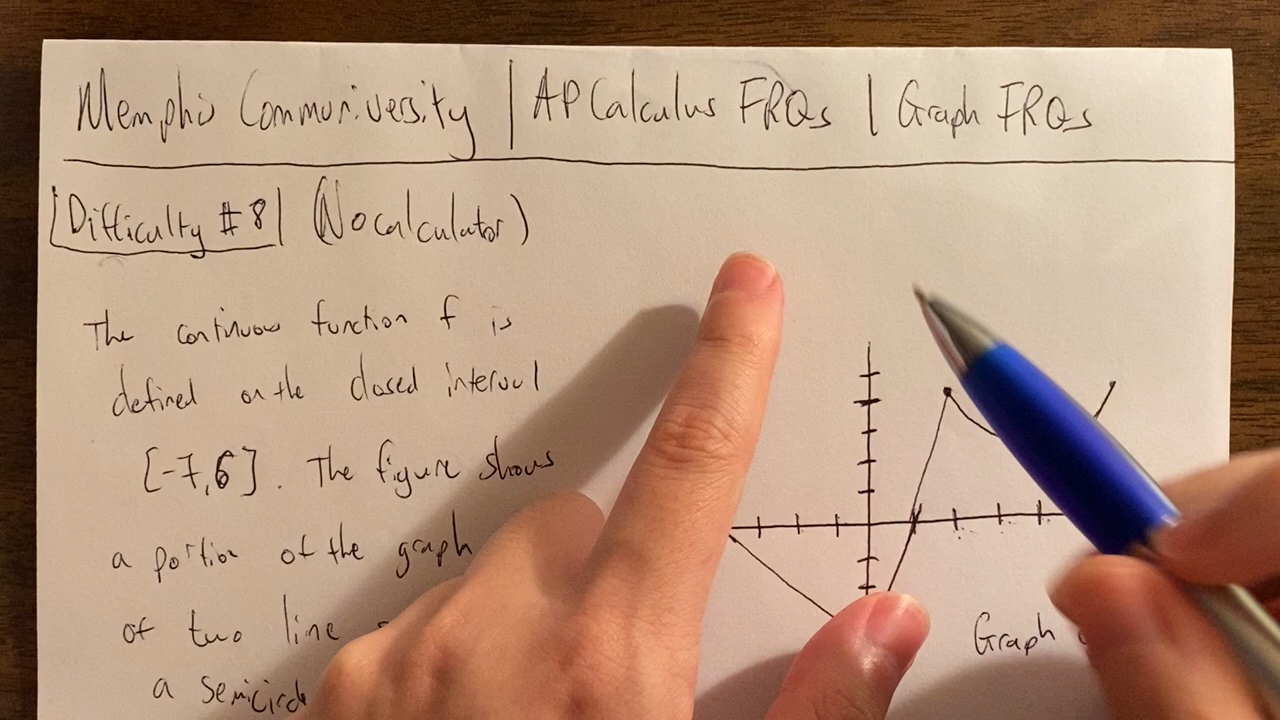 Memphis Communiversity | AP Calculus FRQs | Graph FRQs
Difficulty #8 (No calculator)
The continuous function f is
defined on the closed interval
[-7,6]. The figure shows
a portion of the graph
of two line
a semicircle
Graph